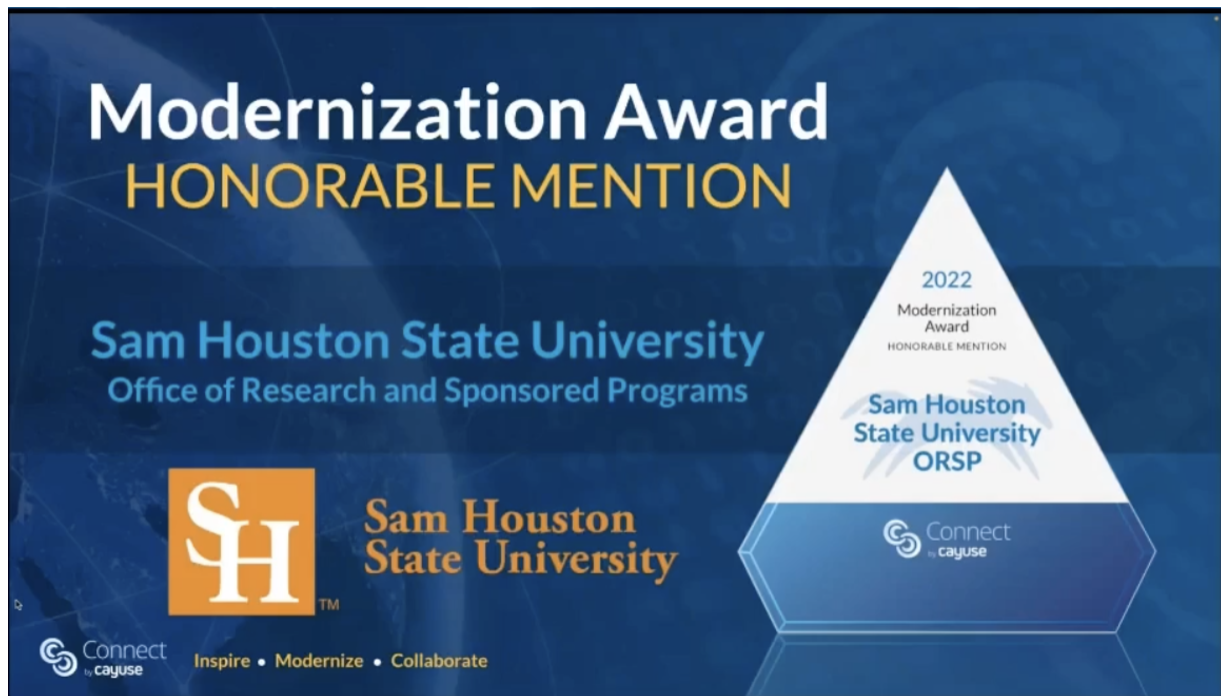 Modernization Award
HONORABLE MENTION
Sam Houston State University
Office of Research and Sponsored Programs
SH
TM
Sam Houston
State University
2022
Modernization
Award
HONORABLE MENTION
Sam Houston
State University
ORSP
Connect
by cayuse
Connect
by cayuse
Inspire • Modernize • Collaborate